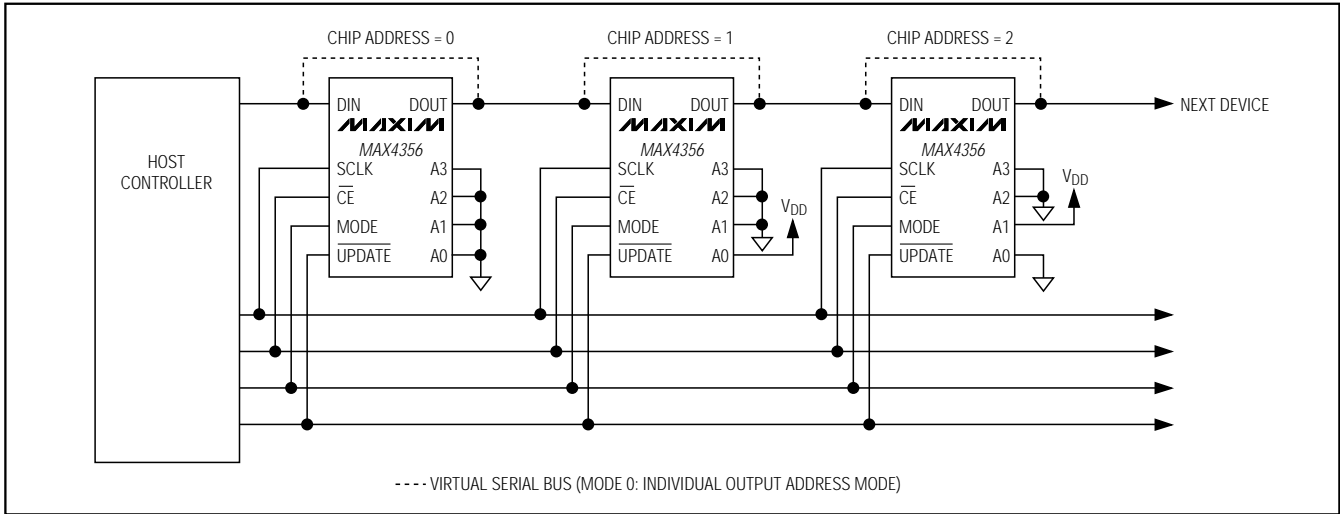 CHIP ADDRESS = 0
CHIP ADDRESS = 1
CHIP ADDRESS = 2
HOST
CONTROLLER
DIN DOUT
MAXIM
MAX4356
SCLK A3
CE A2
MODE A1
UPDATE A0
DIN DOUT
MAXIM
MAX4356
SCLK A3
CE A2
MODE A1
UPDATE A0
VDD
DIN DOUT
MAXIM
MAX4356
SCLK A3
CE A2
MODE A1
UPDATE A0
VDD
NEXT DEVICE
---- VIRTUAL SERIAL BUS (MODE 0: INDIVIDUAL OUTPUT ADDRESS MODE)